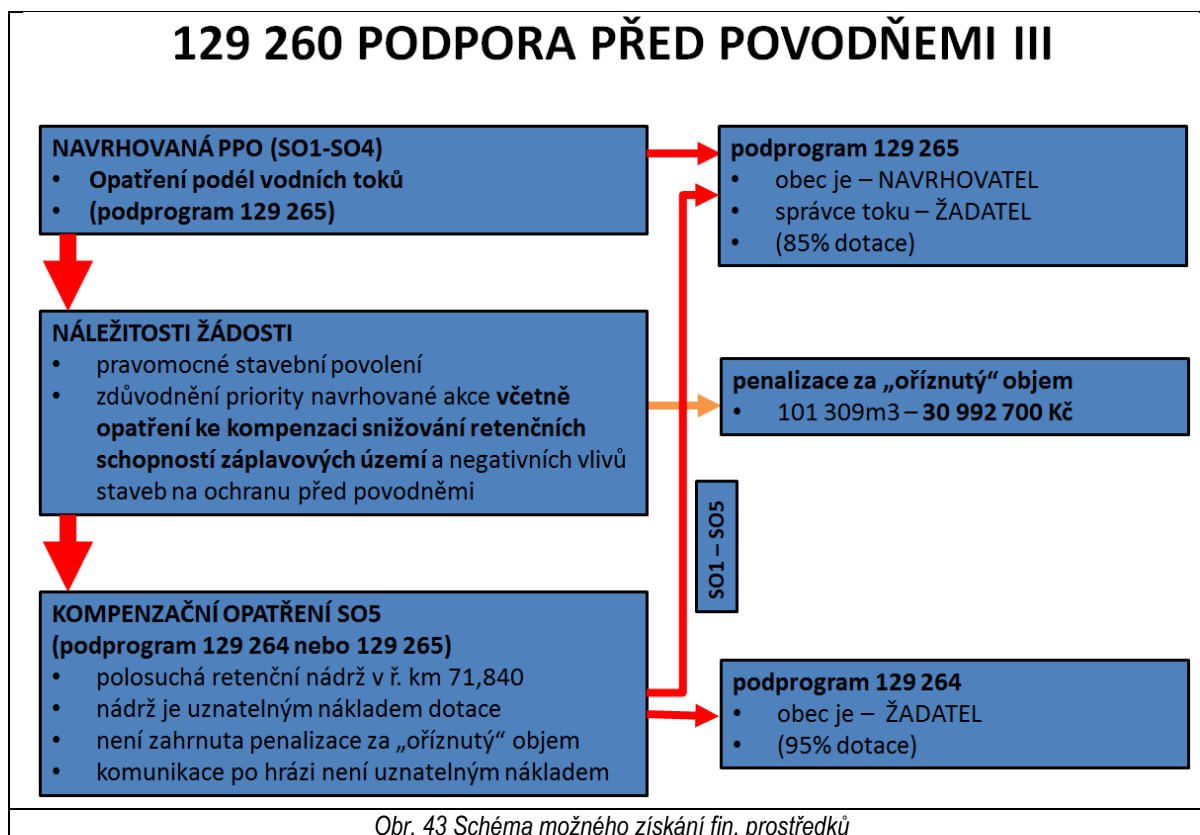 129 260 PODPORA PŘED POVODŇEMI III
NAVRHOVANÁ PPO (SO1-SO4)
• Opatření podél vodních toků
• (podprogram 129 265)
podprogram 129 265
• obec je – NAVRHOVATEL
• správce toku – ŽADATEL
• (85% dotace)
NÁLEŽITOSTI ŽÁDOSTI
• pravomocné stavební povolení
• zdůvodnění priority navrhované akce včetně
opatření ke kompenzaci snižování retenčních
schopností záplavových území a negativních vlivů
staveb na ochranu před povodněmi
penalizace za „oříznutý“ objem
• 101 309m3 – 30 992 700 Kč
SO1 – SO5
KOMPENZAČNÍ OPATŘENÍ SO5
(podprogram 129 264 nebo 129 265)
• polosuchá retenční nádrž v ř. km 71,840
• nádrž je uznatelným nákladem dotace
• není zahrnuta penalizace za „oříznutý“ objem
• komunikace po hrázi není uznatelným nákladem
podprogram 129 264
• obec je – ŽADATEL
• (95% dotace)
Obr. 43 Schéma možného získání fin. prostředků